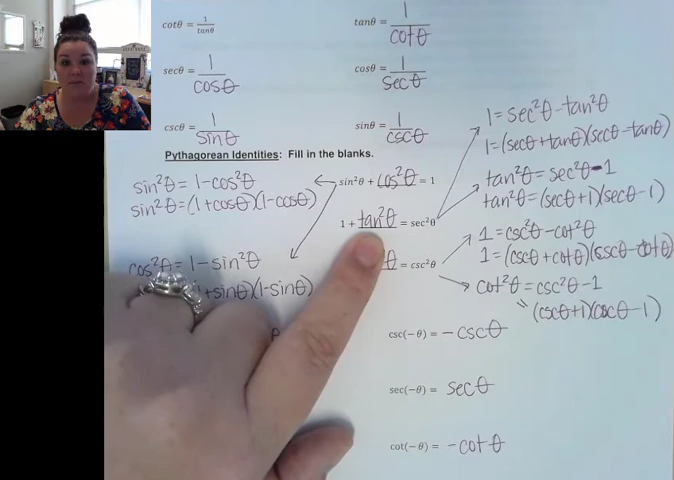 cotθ = 1/tanθ
tanθ = 1/cotθ
secθ = 1/cosθ
cosθ = 1/secθ
cscθ = 1/sinθ
sinθ = 1/cscθ
Pythagorean Identities: Fill in the blanks.
sin²θ + cos²θ = 1
sin²θ = 1-cos²θ
sin²θ = (1+cosθ)(1-cosθ)
cos²θ = 1-sin²θ
+sinθ)(1-sinθ)
1 + tan²θ = sec²θ
1 = sec²θ - tan²θ
1 = (secθ + tanθ)(secθ - tanθ)
tan²θ = sec²θ - 1
tan²θ = (secθ+1)(secθ-1)
θ = csc²θ
1 = csc²θ - cot²θ
1 = (cscθ + cotθ)(cscθ - cotθ)
cot²θ = csc²θ - 1
= (cscθ+1)(cscθ-1)
csc(-θ) = -cscθ
sec(-θ) = secθ
cot(-θ) = -cotθ